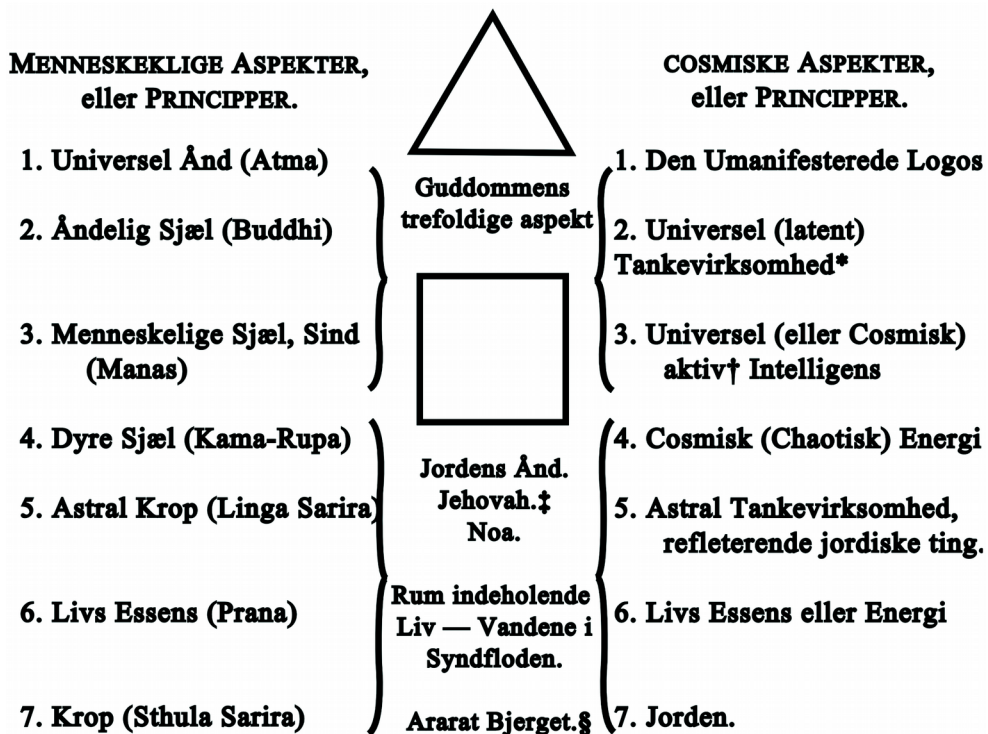 MENNESKEKLIGE ASPEKTER,
eller PRINCIPPER.
1. Universel Ånd (Atma)
2. Åndelig Sjæl (Buddhi)
3. Menneskelige Sjæl, Sind
(Manas)
4. Dyre Sjæl (Kama-Rupa)
5. Astral Krop (Linga Sarira)
6. Livs Essens (Prana)
7. Krop (Sthula Sarira)
Guddommens
trefoldige aspekt
Jordens Ånd.
Jehovah.‡
Noa.
Rum indeholende
Liv — Vandene i
Syndfloden.
Ararat Bjerget.§
COSMISKE ASPEKTER,
eller PRINCIPPER.
1. Den Umanifesterede Logos
2. Universel (latent)
Tankevirksomhed*
3. Universel (eller Cosmisk)
aktiv† Intelligens
4. Cosmisk (Chaotisk) Energi
5. Astral Tankevirksomhed,
refleterende jordiske ting.
6. Livs Essens eller Energi
7. Jorden.